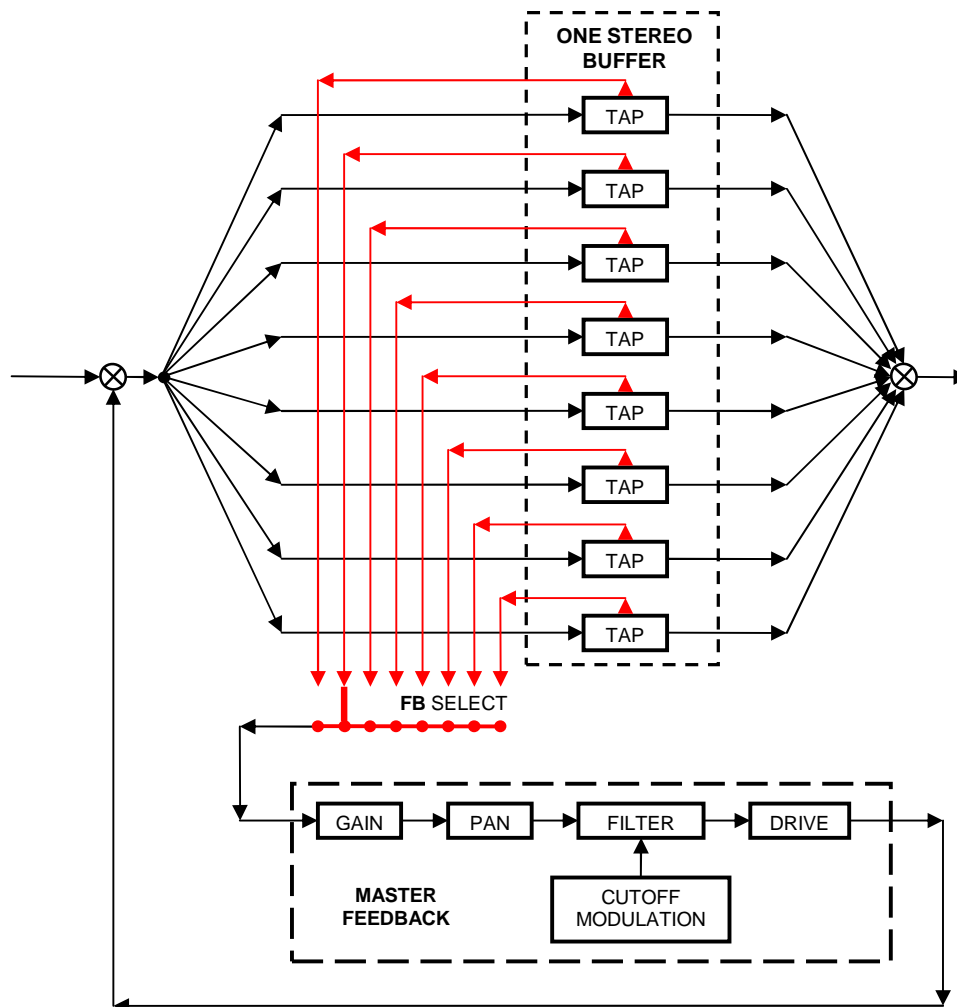 ONE STEREO
BUFFER
TAP
TAP
TAP
TAP
TAP
TAP
TAP
TAP
FB SELECT
GAIN
PAN
FILTER
DRIVE
MASTER
FEEDBACK
CUTOFF
MODULATION